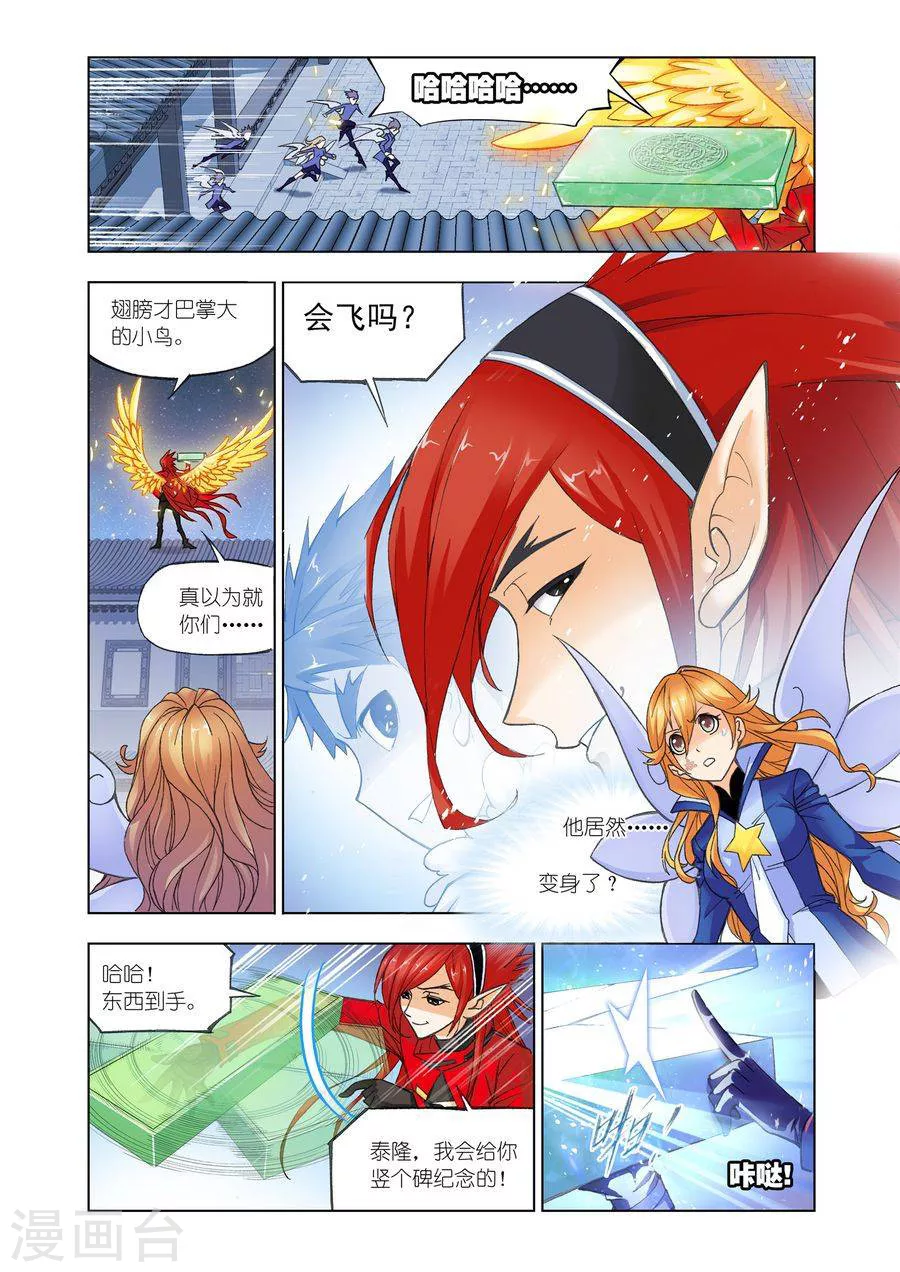 哈哈哈哈……
翅膀才巴掌大
的小鸟。
真以为就
你们……
会飞吗？
他居然……
变身了？
哈哈！
东西到手。
泰隆，我会给你
竖个碑纪念的！
咔哒!
漫画台